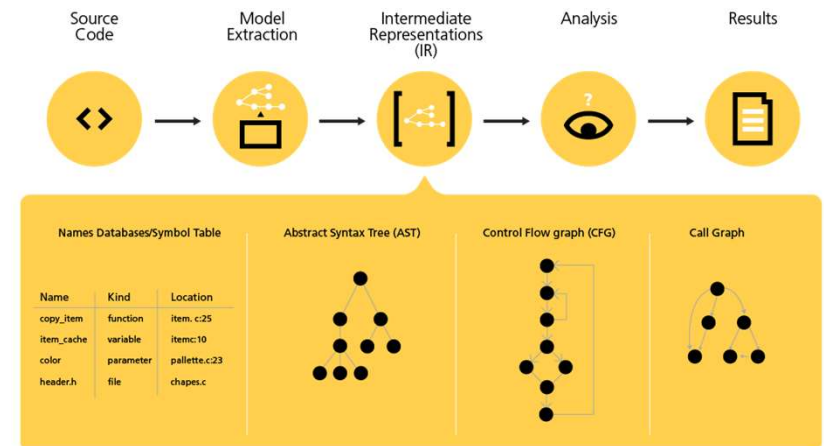 Source
Code
Model
Extraction
Intermediate
Representations
(IR)
Analysis
Results
?
Names Databases/Symbol Table
Name Kind Location
copy_item function item. c:25
item_cache variable itemc:10
color parameter pallette.c:23
header.h file chapes.c
Abstract Syntax Tree (AST)
Control Flow graph (CFG)
Call Graph